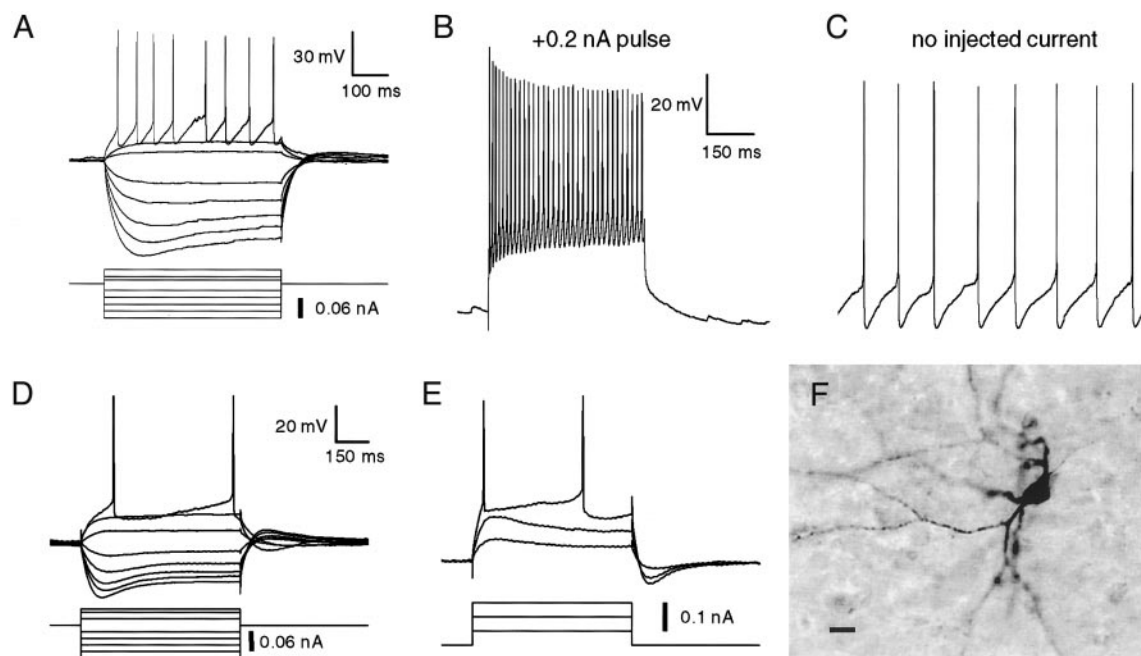 A
30 mV
100 ms
0.06 nA
B
+0.2 nA pulse
20 mV
150 ms
C
no injected current
D
20 mV
150 ms
0.06 nA
E
0.1 nA
F